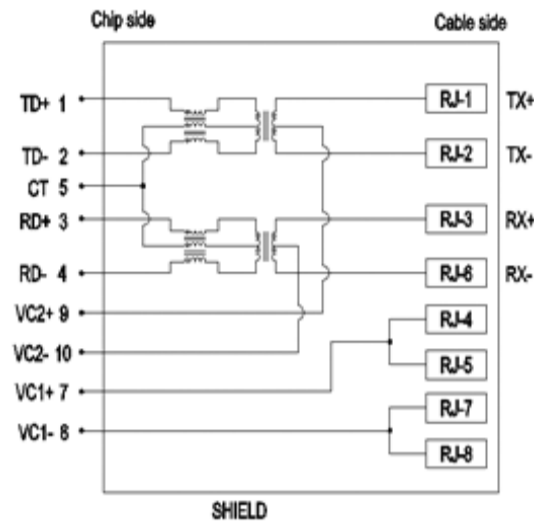 Chip side
Cable side
TD+ 1
RJ-1
TX+
TD- 2
RJ-2
TX-
CT 5
RD+ 3
RJ-3
RX+
RD- 4
RJ-6
RX-
VC2+ 9
RJ-4
VC2- 10
RJ-5
VC1+ 7
RJ-7
VC1- 8
RJ-8
SHIELD